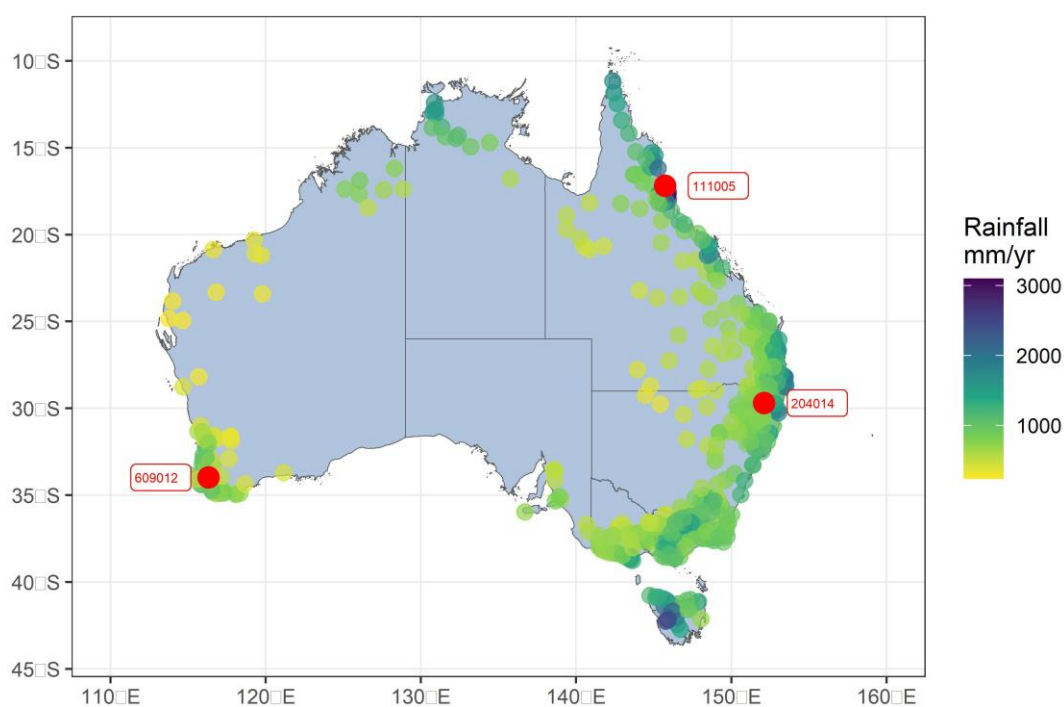 10□S
15□S
20□S
25□S
30□S
35□S
40□S
45□S
110□E
120□E
130□E
140□E
150□E
160□E
111005
204014
609012
Rainfall
mm/yr
3000
2000
1000